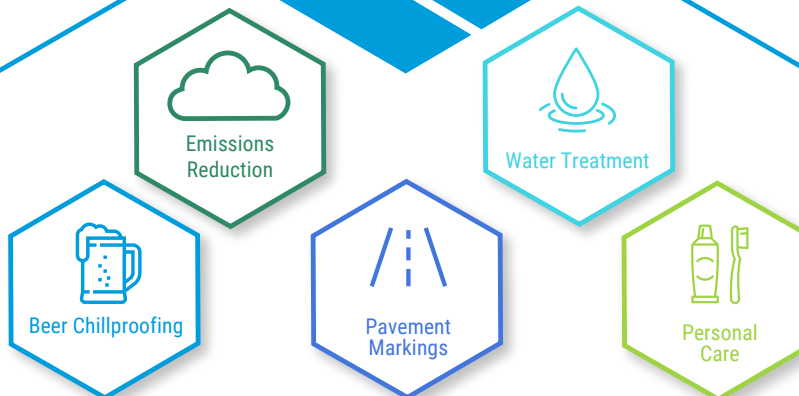 Emissions
Reduction
Water Treatment
Beer Chillproofing
Pavement
Markings
Personal
Care